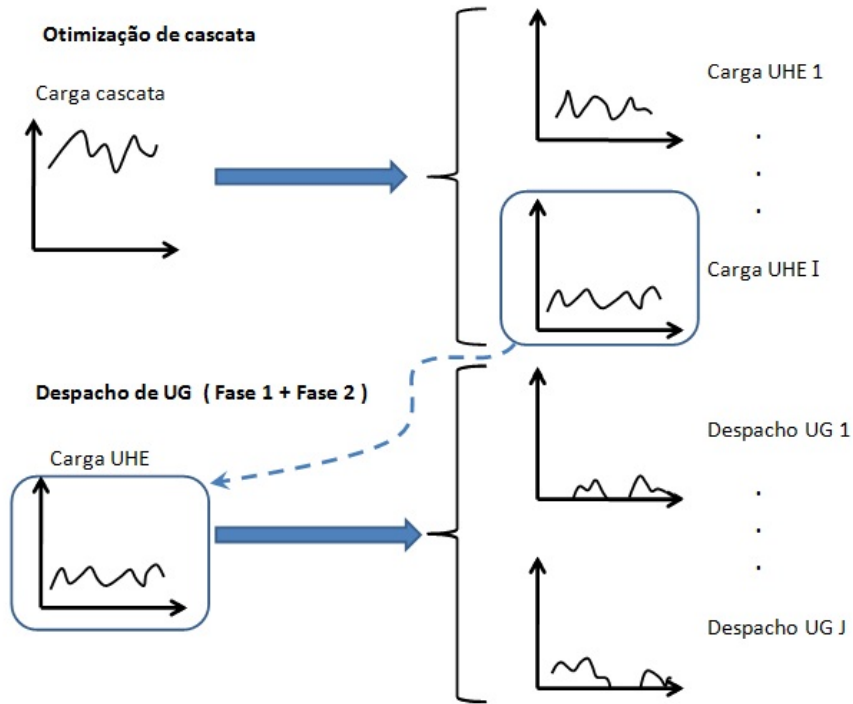 Otimização de cascata
Carga cascata
Carga UHE 1
.
.
.
Carga UHE I
Despacho de UG ( Fase 1 + Fase 2 )
Carga UHE
Despacho UG 1
.
.
.
Despacho UG J